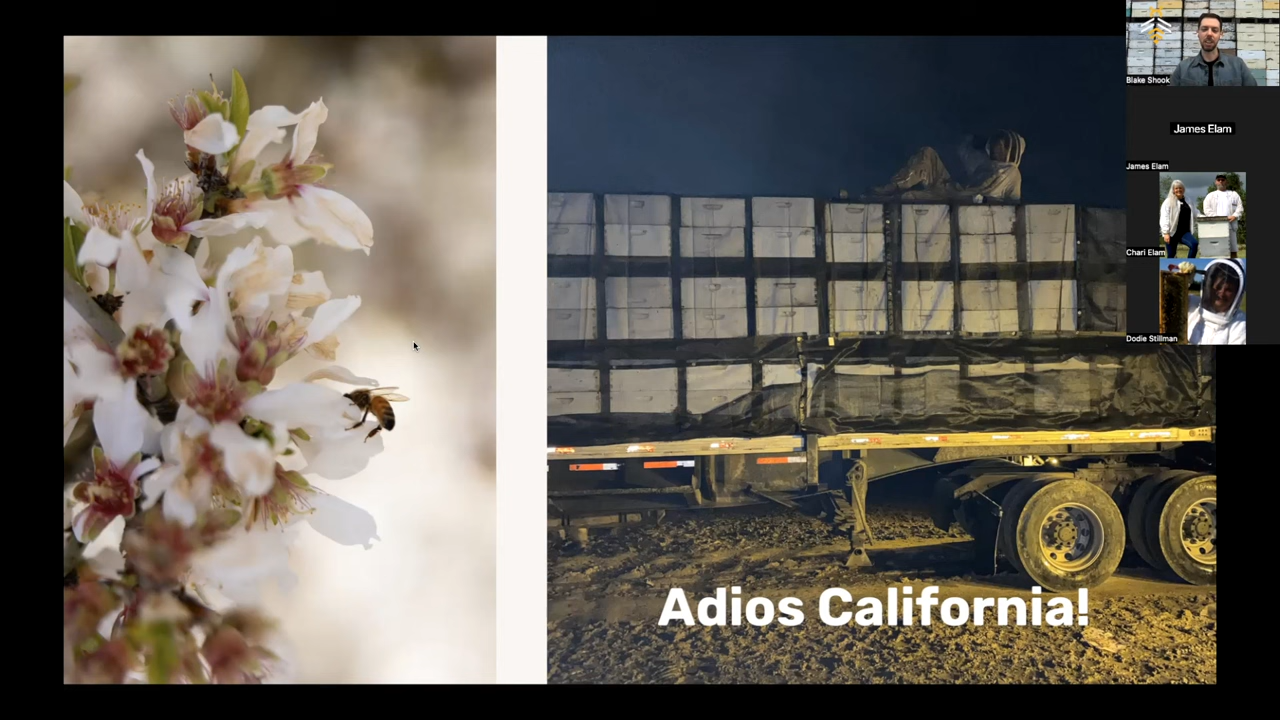 Blake Shook
James Elam
James Elam
Chari Elam
Dodie Stillman
Adios California!